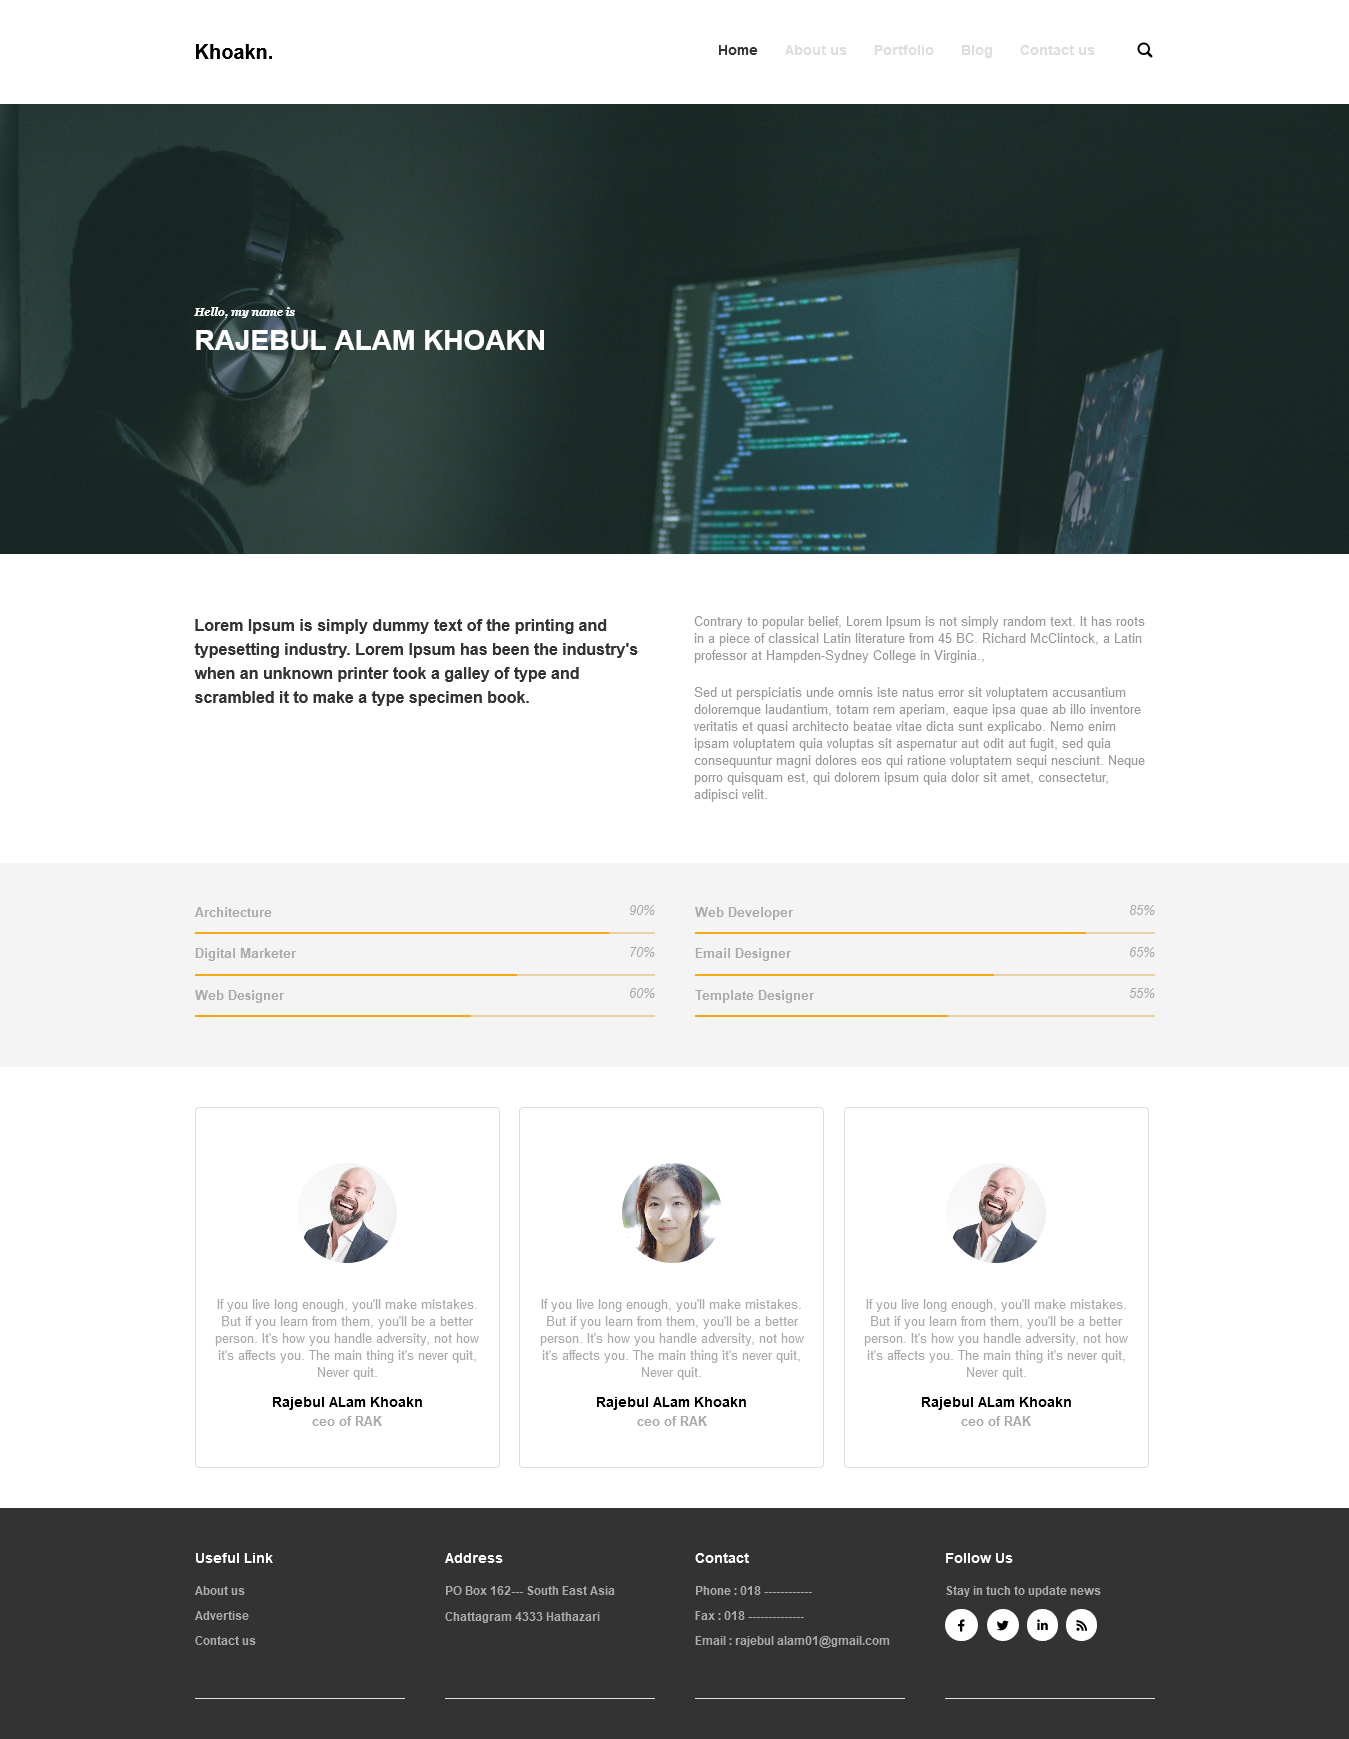 Khoakn.
Home About us Portfolio Blog Contact us
Hello, my name is
RAJEBUL ALAM KHOAKN
Lorem Ipsum is simply dummy text of the printing and
typesetting industry. Lorem Ipsum has been the industry's
when an unknown printer took a galley of type and
scrambled it to make a type specimen book.
Contrary to popular belief, Lorem Ipsum is not simply random text. It has roots
in a piece of classical Latin literature from 45 BC. Richard McClintock, a Latin
professor at Hampden-Sydney College in Virginia.,
Sed ut perspiciatis unde omnis iste natus error sit voluptatem accusantium
doloremque laudantium, totam rem aperiam, eaque ipsa quae ab illo inventore
veritatis et quasi architecto beatae vitae dicta sunt explicabo. Nemo enim
ipsam voluptatem quia voluptas sit aspernatur aut odit aut fugit, sed quia
consequuntur magni dolores eos qui ratione voluptatem sequi nesciunt. Neque
porro quisquam est, qui dolorem ipsum quia dolor sit amet, consectetur,
adipisci velit.
Architecture 90%
Digital Marketer 70%
Web Designer 60%
Web Developer 85%
Email Designer 65%
Template Designer 55%
If you live long enough, you'll make mistakes.
But if you learn from them, you'll be a better
person. It's how you handle adversity, not how
it's affects you. The main thing it's never quit,
Never quit.
Rajebul ALam Khoakn
ceo of RAK
If you live long enough, you'll make mistakes.
But if you learn from them, you'll be a better
person. It's how you handle adversity, not how
it's affects you. The main thing it's never quit,
Never quit.
Rajebul ALam Khoakn
ceo of RAK
If you live long enough, you'll make mistakes.
But if you learn from them, you'll be a better
person. It's how you handle adversity, not how
it's affects you. The main thing it's never quit,
Never quit.
Rajebul ALam Khoakn
ceo of RAK
Useful Link
About us
Advertise
Contact us
Address
PO Box 162--- South East Asia
Chattagram 4333 Hathazari
Contact
Phone : 018 ------------
Fax : 018 --------------
Email : rajebul alam01@gmail.com
Follow Us
Stay in tuch to update news